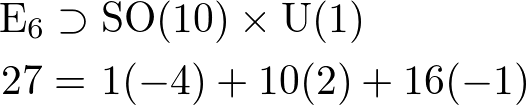 E₆ ⊃ SO(10) × U(1)
27 = 1(−4) + 10(2) + 16(−1)